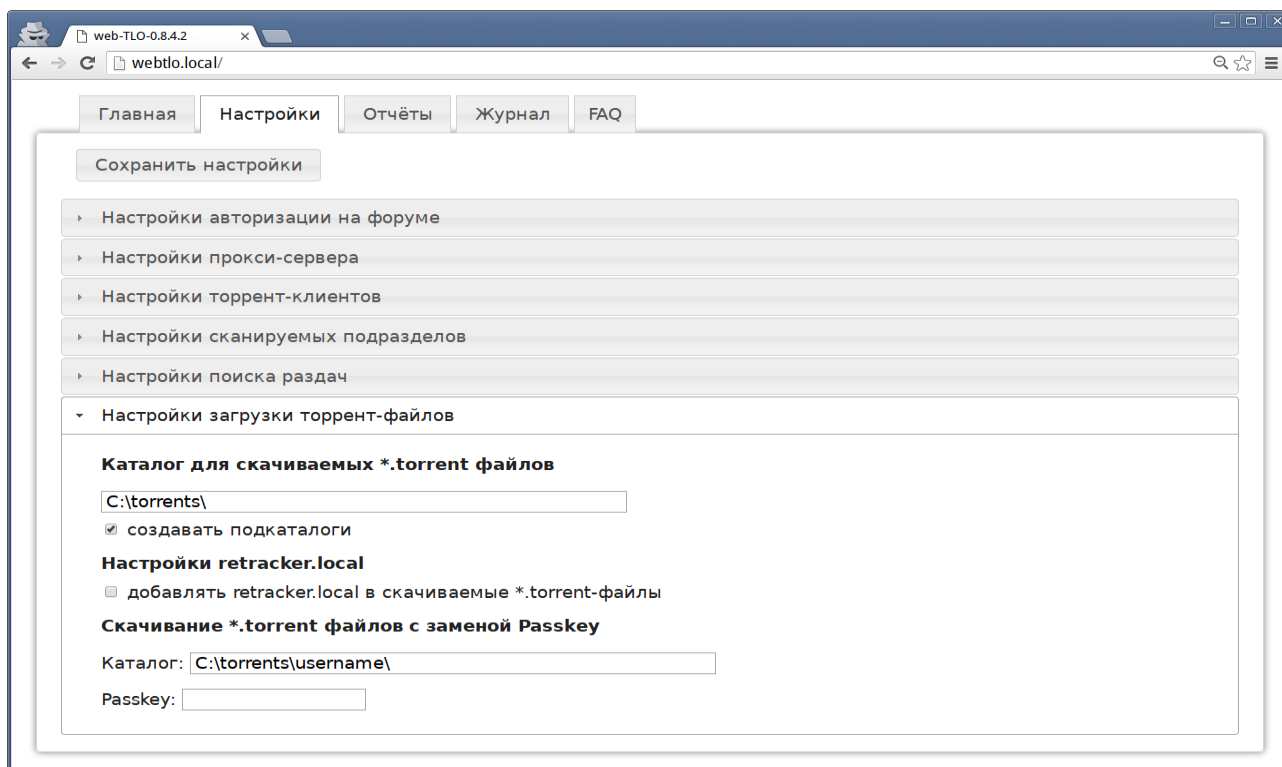 web-TLO-0.8.4.2
webtlo.local/
Главная Настройки Отчёты Журнал FAQ
Сохранить настройки
Настройки авторизации на форуме
Настройки прокси-сервера
Настройки торрент-клиентов
Настройки сканируемых подразделов
Настройки поиска раздач
Настройки загрузки торрент-файлов
Каталог для скачиваемых *.torrent файлов
C:\torrents\
создавать подкаталоги
Настройки retracker.local
добавлять retracker.local в скачиваемые *.torrent-файлы
Скачивание *.torrent файлов с заменой Passkey
Каталог: C:\torrents\username\
Passkey: